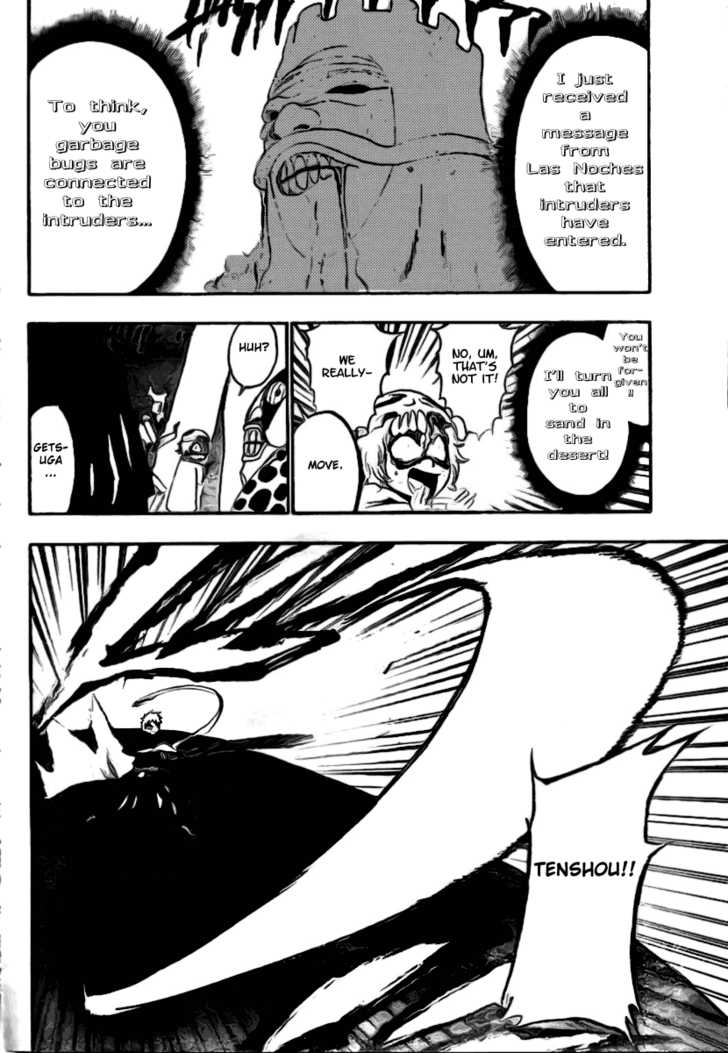 I just
received
a
message
from
Las Noches
that
intruders
have
entered.
To think,
you
garbage
bugs are
connected
to the
intruders...
You
won't
be
for-
given
!!
I'll turn
you all
to
sand in
the
desert!
NO, UM,
THAT'S
NOT IT!
WE
REALLY-
MOVE.
HUH?
GETS-
UGA
...
TENSHOU!!